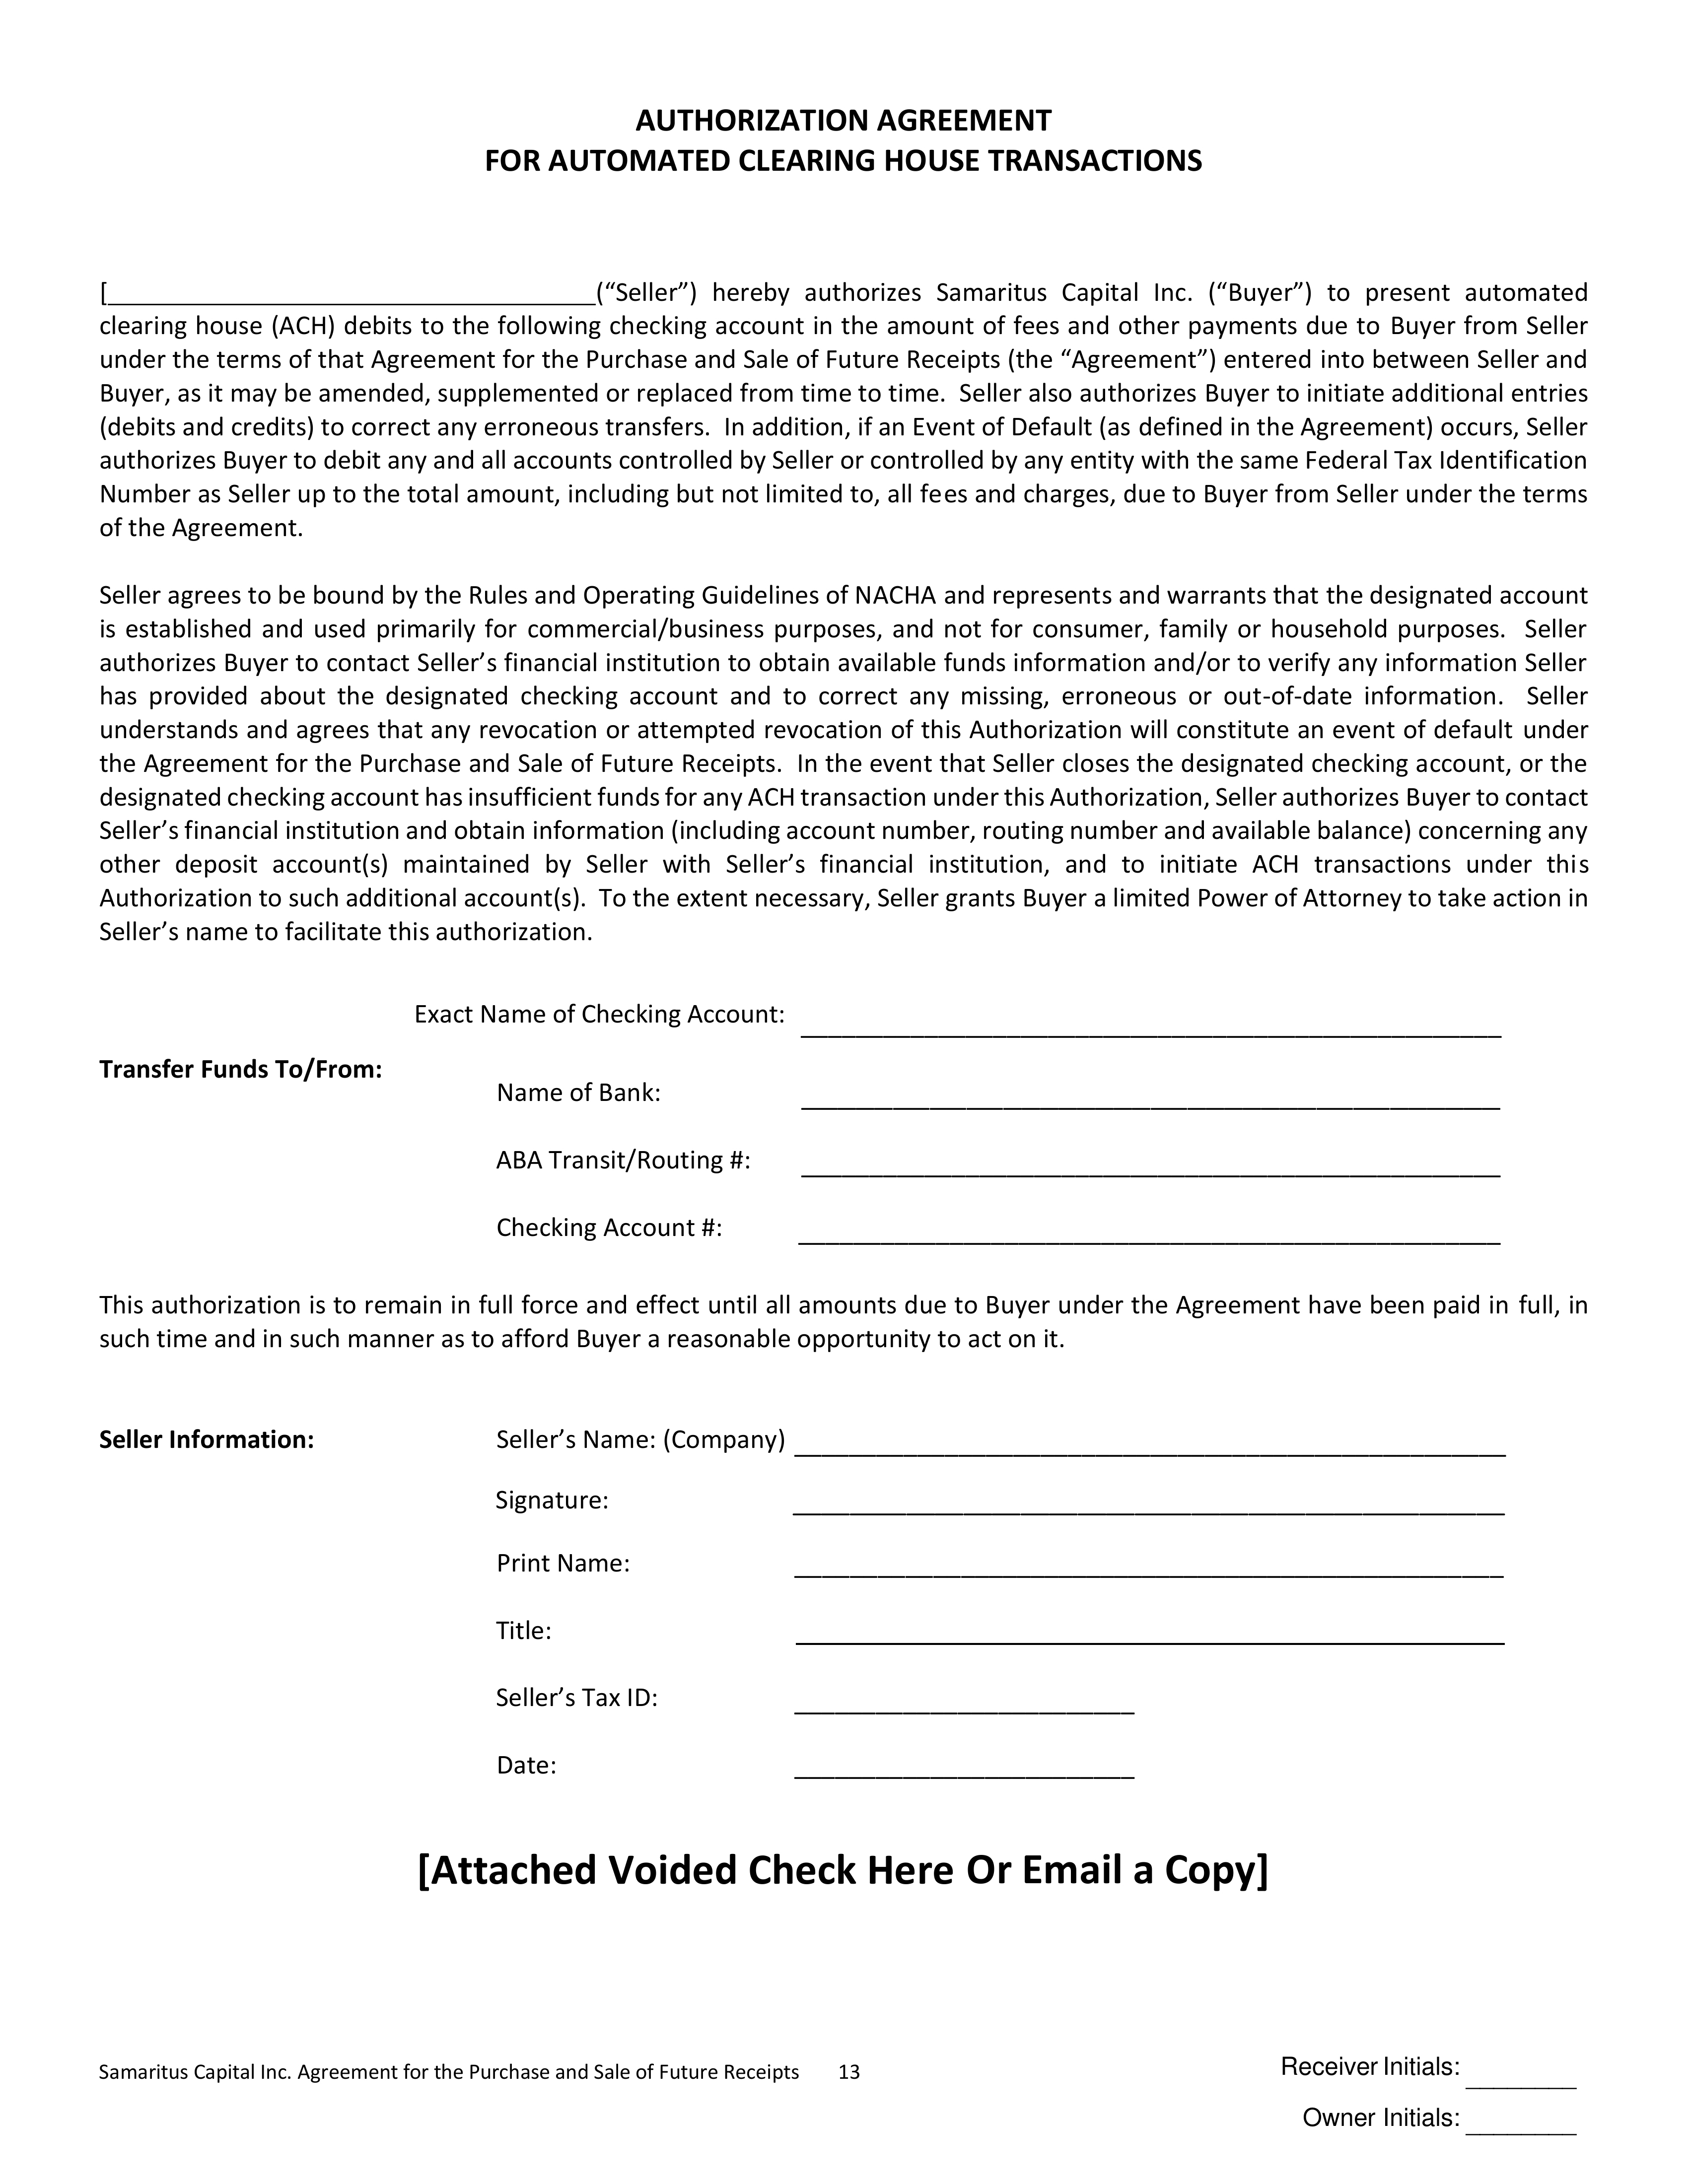 AUTHORIZATION AGREEMENT
FOR AUTOMATED CLEARING HOUSE TRANSACTIONS
[____________________________________(“Seller”) hereby authorizes Samaritus Capital Inc. (“Buyer”) to present automated
clearing house (ACH) debits to the following checking account in the amount of fees and other payments due to Buyer from Seller
under the terms of that Agreement for the Purchase and Sale of Future Receipts (the “Agreement”) entered into between Seller and
Buyer, as it may be amended, supplemented or replaced from time to time. Seller also authorizes Buyer to initiate additional entries
(debits and credits) to correct any erroneous transfers. In addition, if an Event of Default (as defined in the Agreement) occurs, Seller
authorizes Buyer to debit any and all accounts controlled by Seller or controlled by any entity with the same Federal Tax Identification
Number as Seller up to the total amount, including but not limited to, all fees and charges, due to Buyer from Seller under the terms
of the Agreement.
Seller agrees to be bound by the Rules and Operating Guidelines of NACHA and represents and warrants that the designated account
is established and used primarily for commercial/business purposes, and not for consumer, family or household purposes. Seller
authorizes Buyer to contact Seller’s financial institution to obtain available funds information and/or to verify any information Seller
has provided about the designated checking account and to correct any missing, erroneous or out-of-date information. Seller
understands and agrees that any revocation or attempted revocation of this Authorization will constitute an event of default under
the Agreement for the Purchase and Sale of Future Receipts. In the event that Seller closes the designated checking account, or the
designated checking account has insufficient funds for any ACH transaction under this Authorization, Seller authorizes Buyer to contact
Seller’s financial institution and obtain information (including account number, routing number and available balance) concerning any
other deposit account(s) maintained by Seller with Seller’s financial institution, and to initiate ACH transactions under this
Authorization to such additional account(s). To the extent necessary, Seller grants Buyer a limited Power of Attorney to take action in
Seller’s name to facilitate this authorization.
Exact Name of Checking Account: ____________________
Transfer Funds To/From:
Name of Bank: ____________________
ABA Transit/Routing #: ____________________
Checking Account #: ____________________
This authorization is to remain in full force and effect until all amounts due to Buyer under the Agreement have been paid in full, in
such time and in such manner as to afford Buyer a reasonable opportunity to act on it.
Seller Information: Seller’s Name: (Company) ____________________
Signature: ____________________
Print Name: ____________________
Title: ____________________
Seller’s Tax ID: ____________________
Date: ____________________
[Attached Voided Check Here Or Email a Copy]
Samaritus Capital Inc. Agreement for the Purchase and Sale of Future Receipts 13
Receiver Initials: ________
Owner Initials: ________